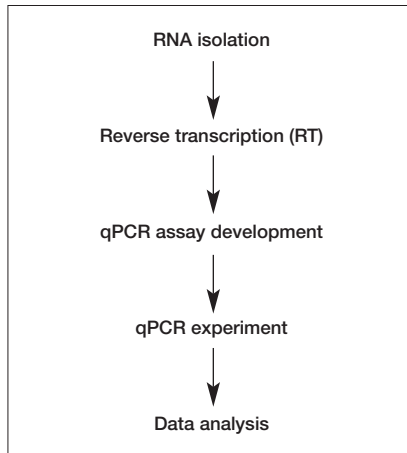 RNA isolation
Reverse transcription (RT)
qPCR assay development
qPCR experiment
Data analysis